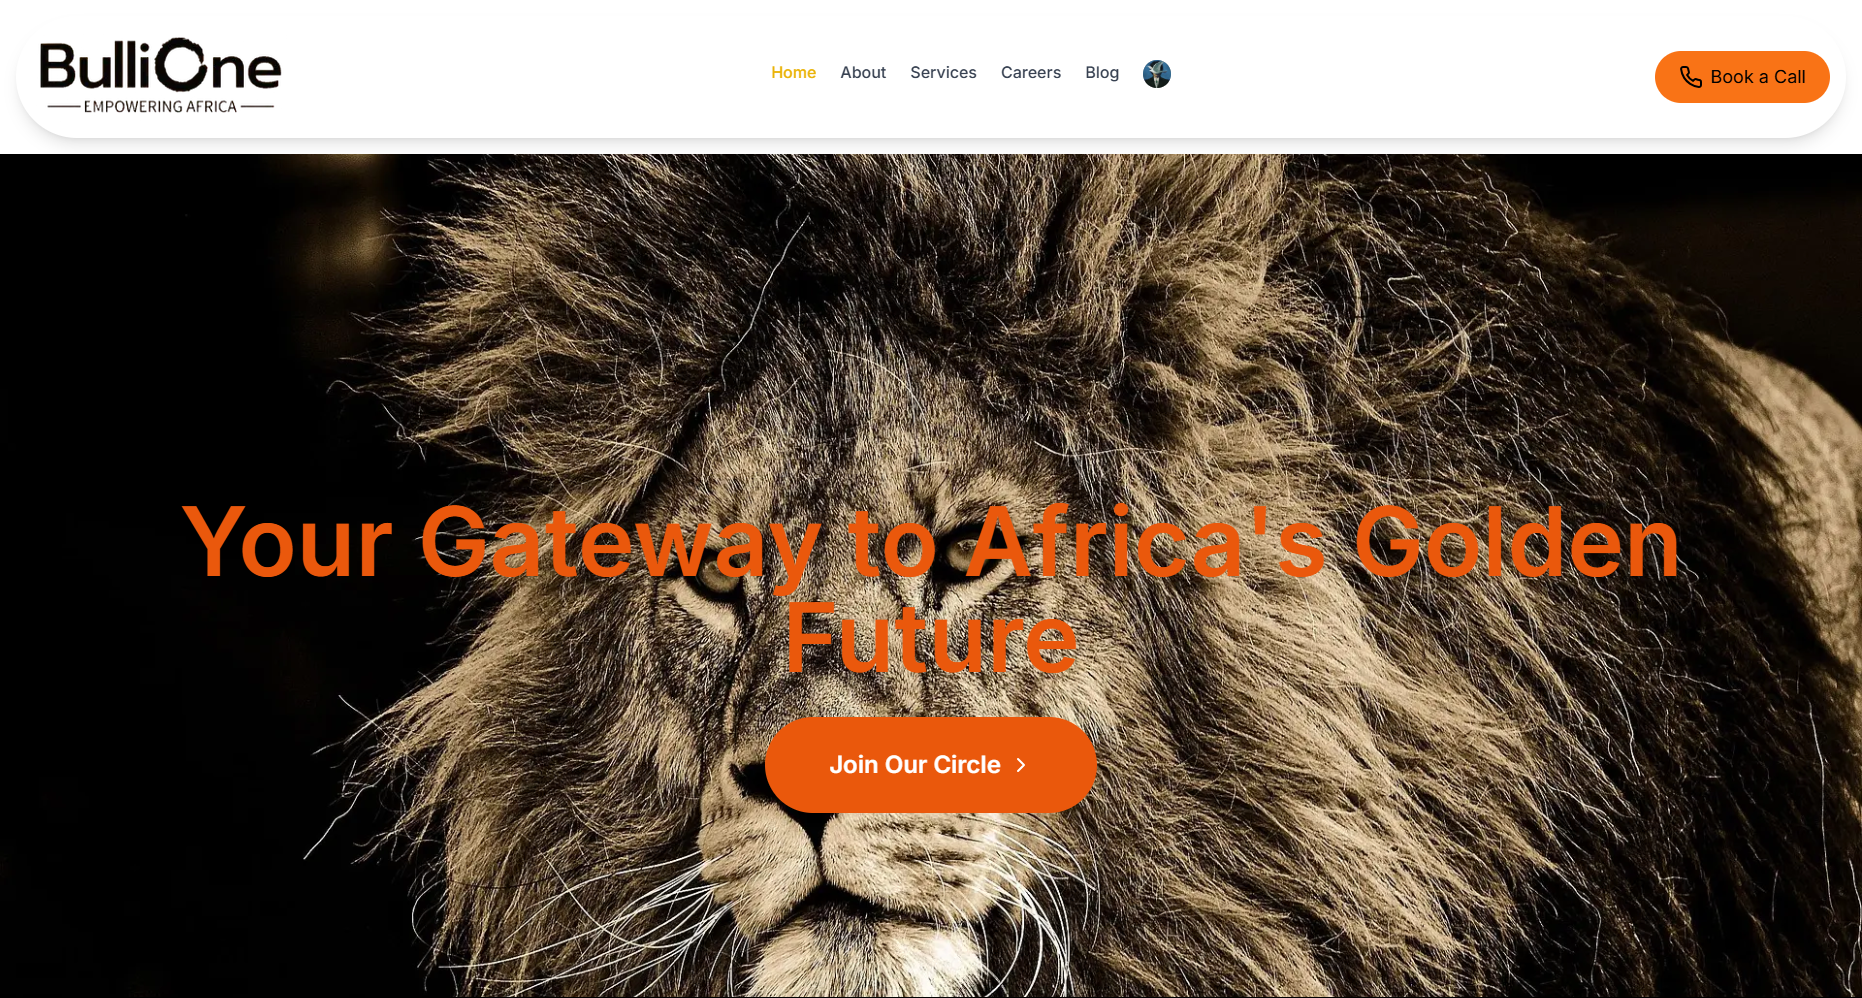 BulliOne
EMPOWERING AFRICA
Home About Services Careers Blog
Book a Call
Your Gateway to Africa's Golden
Future
Join Our Circle